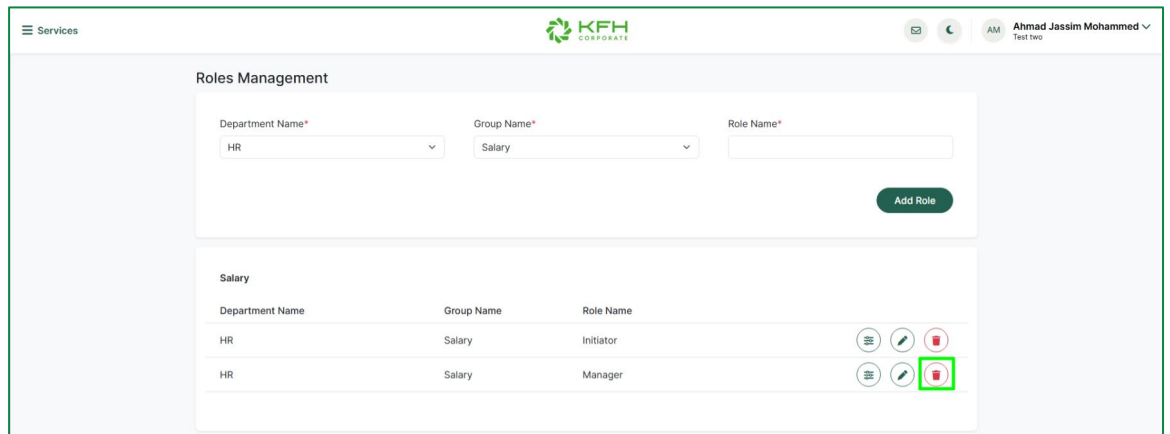 Services
KFH
CORPORATE
AM
Ahmad Jassim Mohammed
Test two
Roles Management
Department Name* Group Name* Role Name*
HR Salary
Add Role
Salary
Department Name Group Name Role Name
HR Salary Initiator
HR Salary Manager